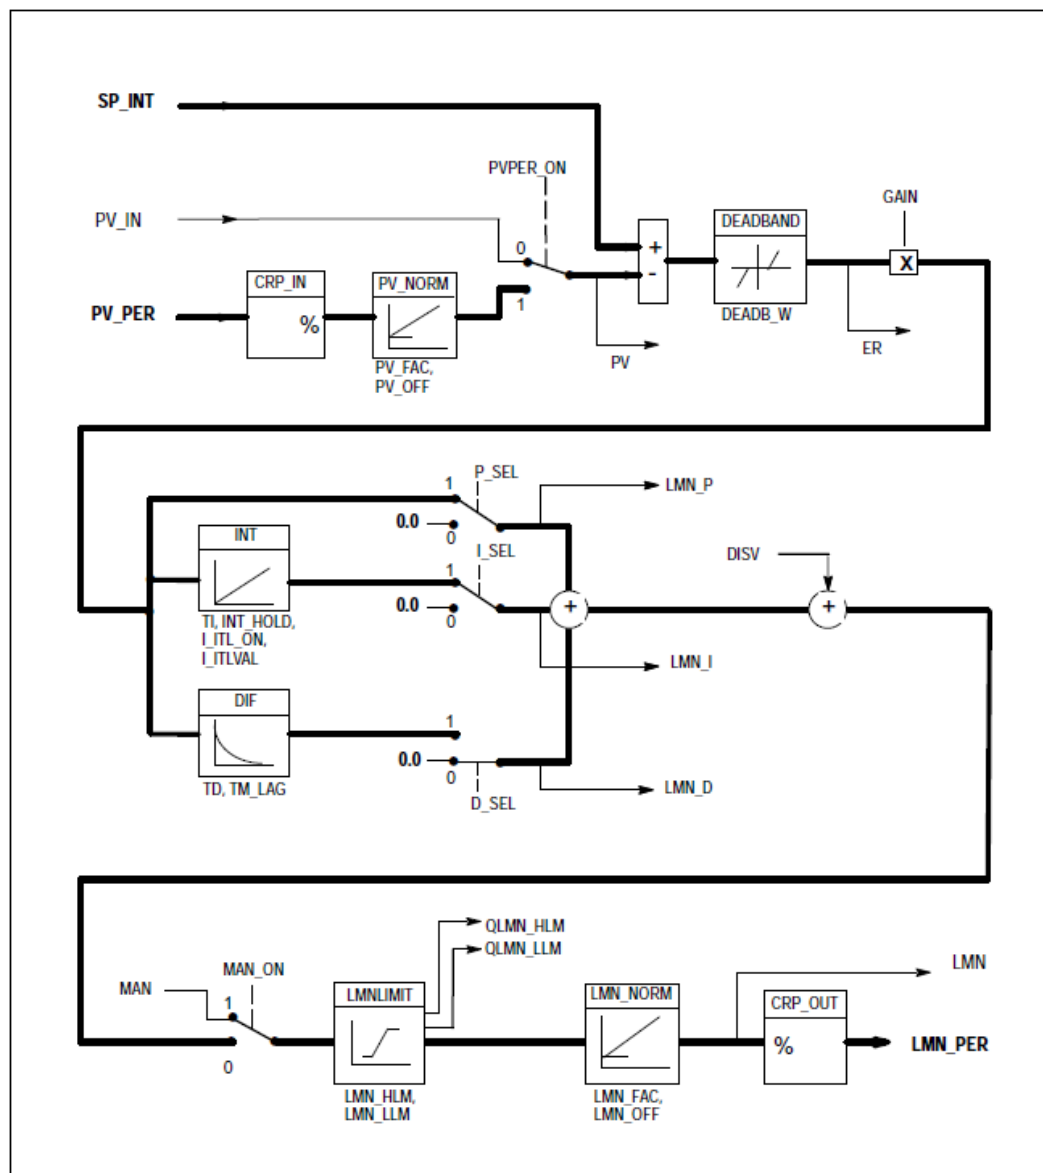 SP_INT
PVPER_ON
GAIN
PV_IN
DEADBAND
0
+
-
X
CRP_IN
PV_NORM
1
PV_PER
%
DEADB_W
ER
PV
PV_FAC,
PV_OFF
P_SEL
1
LMN_P
0.0
0
INT
I_SEL
DISV
1
0.0
+
+
0
TI, INT_HOLD,
I_ITL_ON,
I_ITLVAL
LMN_I
DIF
1
0.0
0
TD, TM_LAG
D_SEL
LMN_D
QLMN_HLM
QLMN_LLM
MAN_ON
LMN
MAN
LMNLIMIT
LMN_NORM
CRP_OUT
1
%
LMN_PER
0
LMN_HLM,
LMN_LLM
LMN_FAC,
LMN_OFF